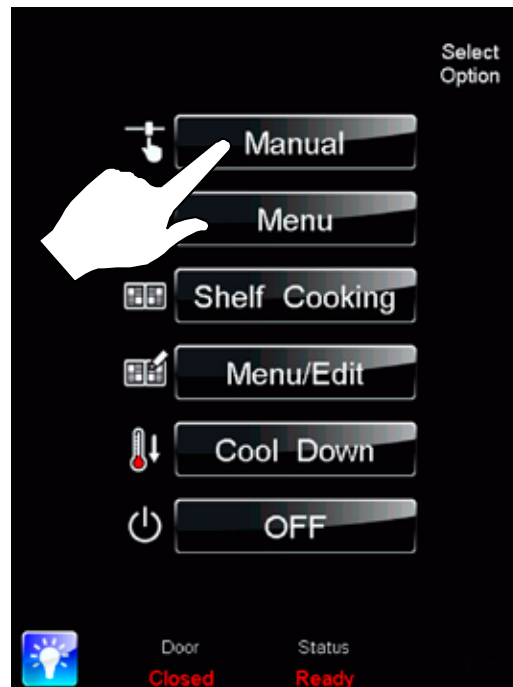 Select
Option
Manual
Menu
Shelf Cooking
Menu/Edit
Cool Down
OFF
Door Status
Closed Ready